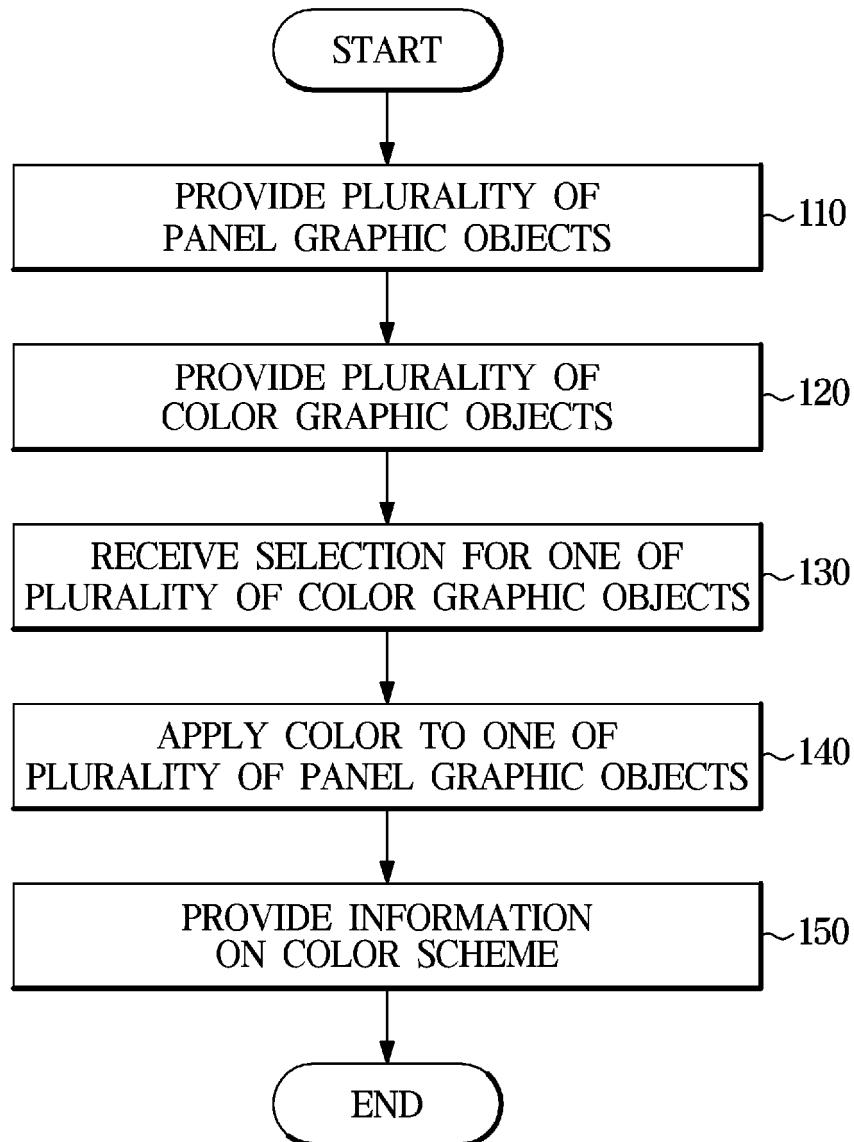 START
PROVIDE PLURALITY OF
PANEL GRAPHIC OBJECTS
110
PROVIDE PLURALITY OF
COLOR GRAPHIC OBJECTS
120
RECEIVE SELECTION FOR ONE OF
PLURALITY OF COLOR GRAPHIC OBJECTS
130
APPLY COLOR TO ONE OF
PLURALITY OF PANEL GRAPHIC OBJECTS
140
PROVIDE INFORMATION
ON COLOR SCHEME
150
END